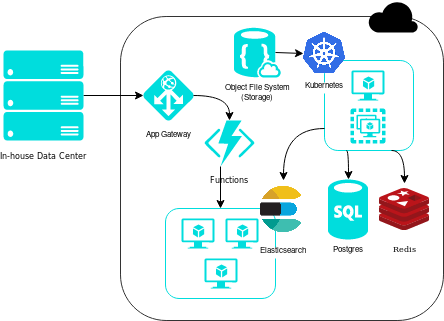 Object File System
(Storage)
Kubernetes
App Gateway
In-house Data Center
Functions
SQL
Elasticsearch
Postgres
Redis